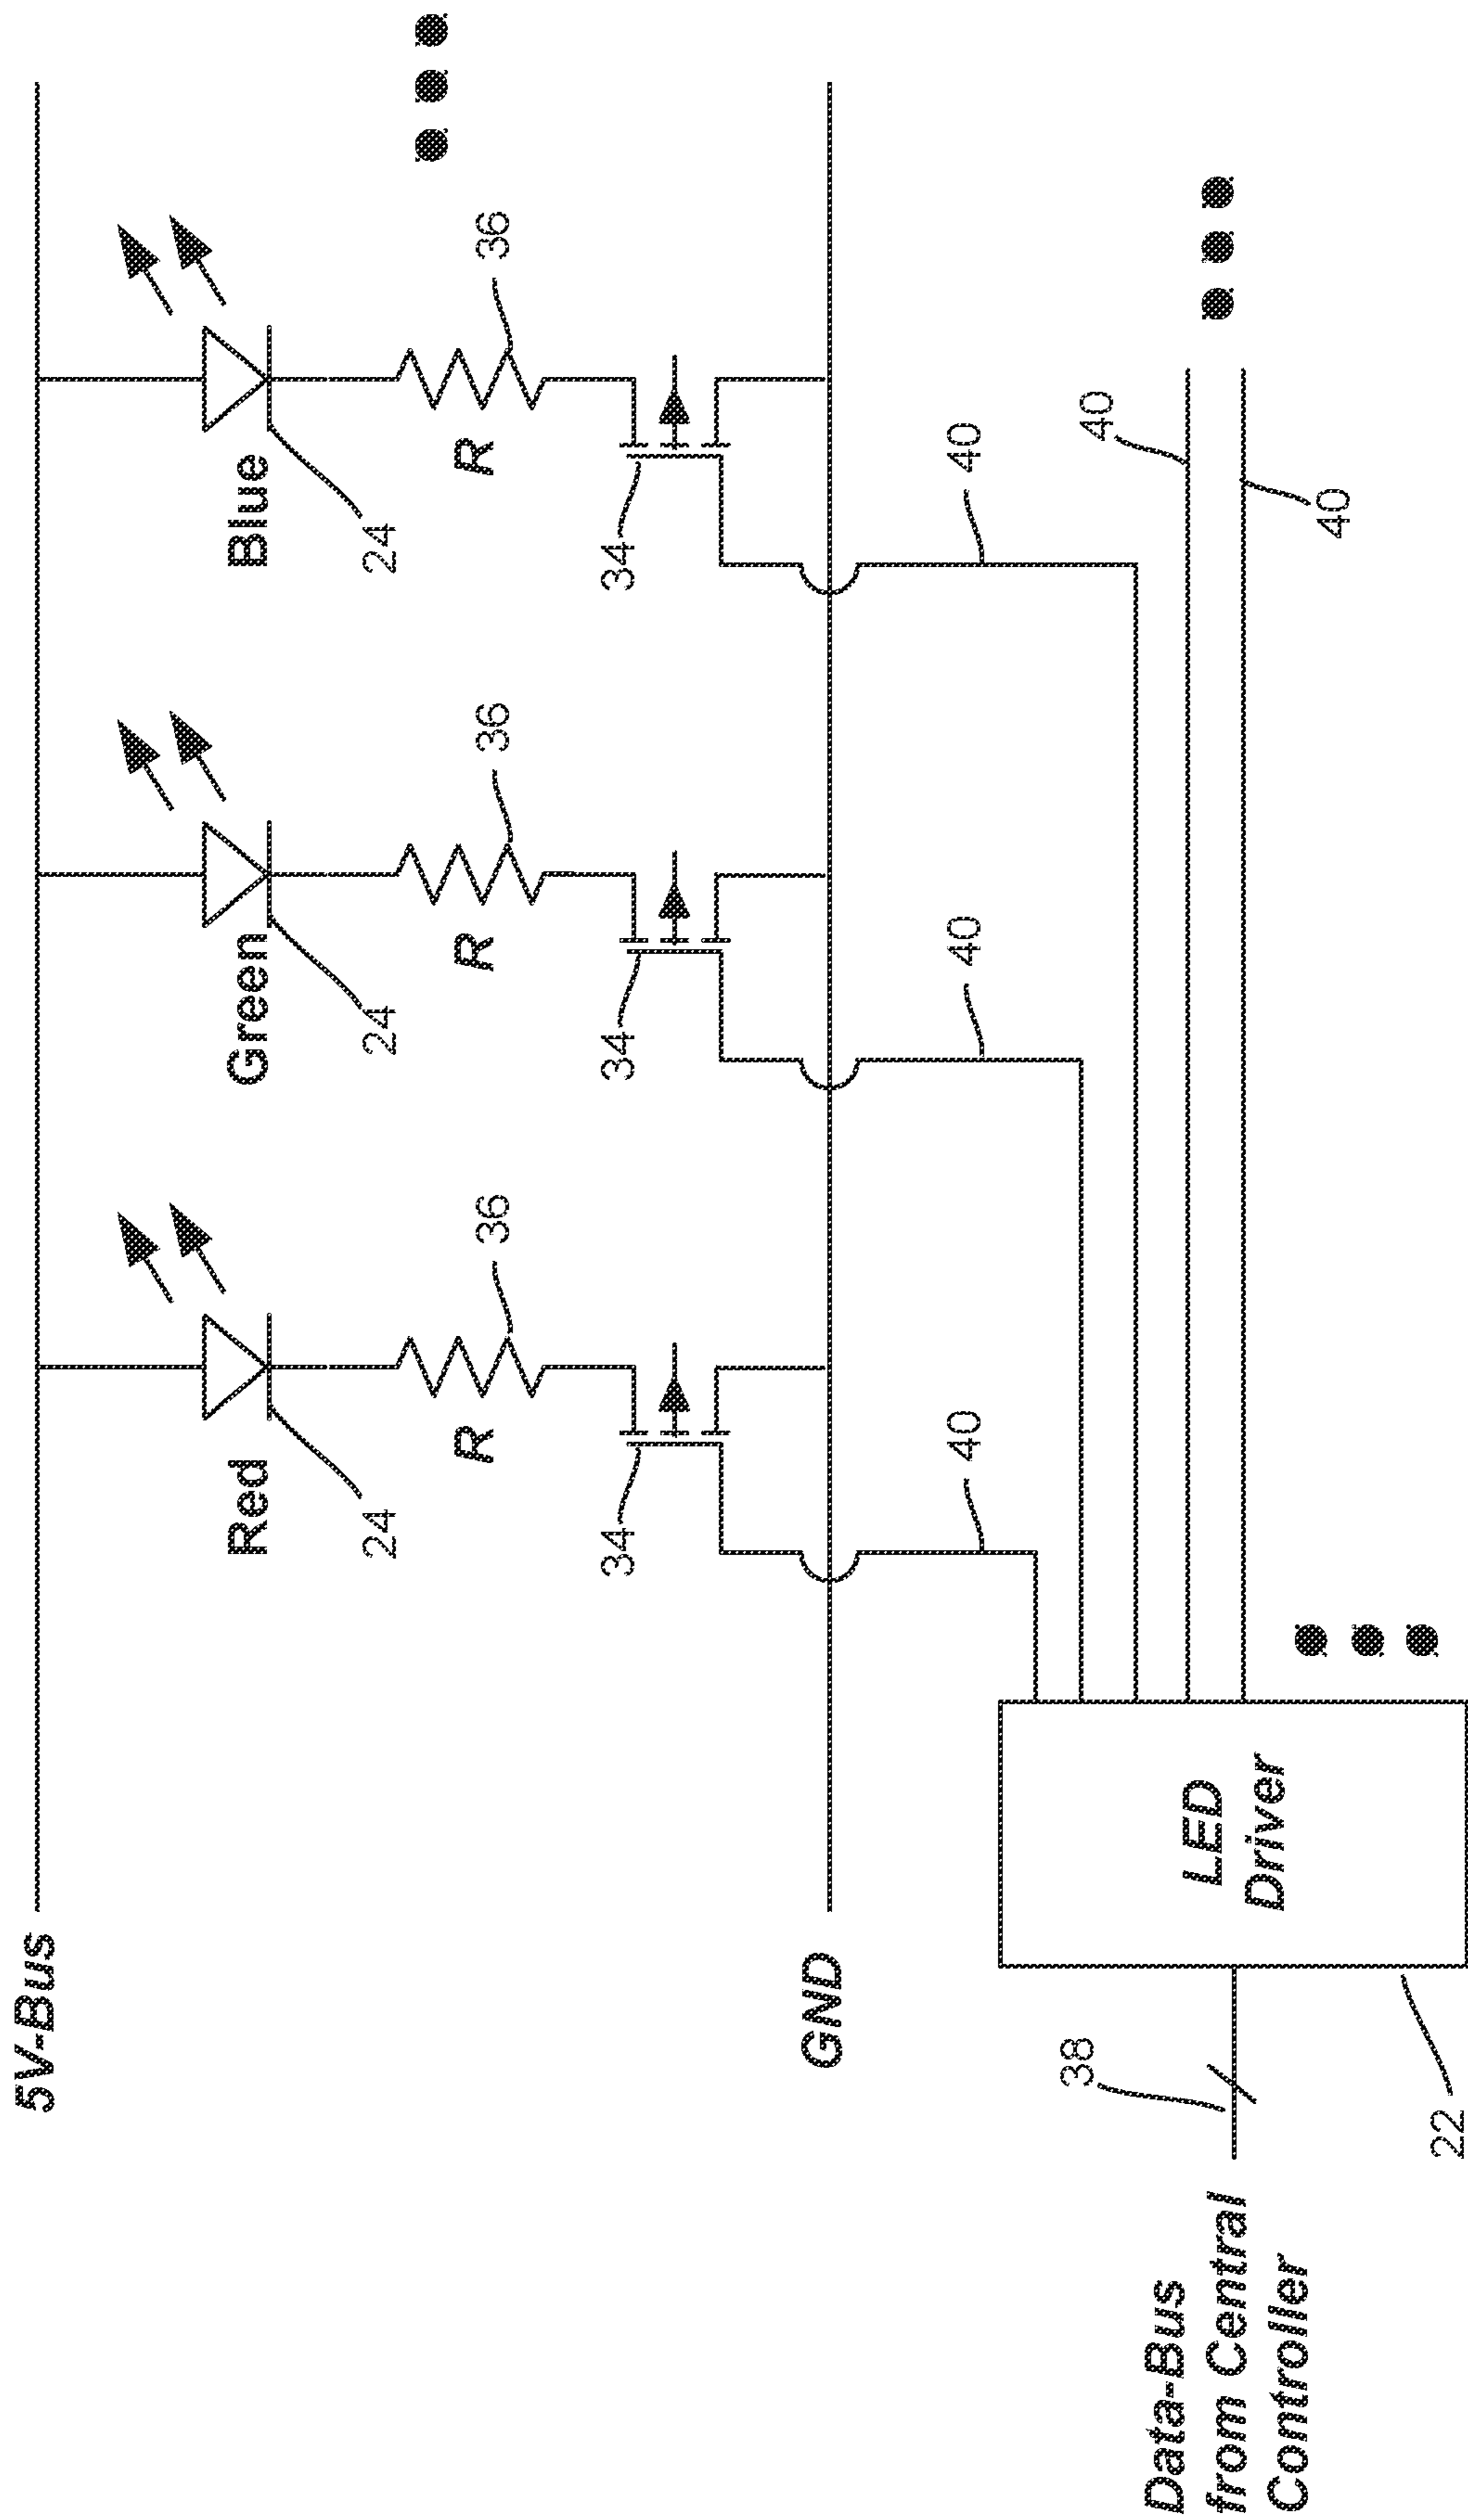 5V-Bus
Red
Green
Blue
24
24
24
36
36
36
R
R
R
34
34
34
GND
40
40
40
40
40
LED
Driver
38
22
Data-Bus
from Central
Controller